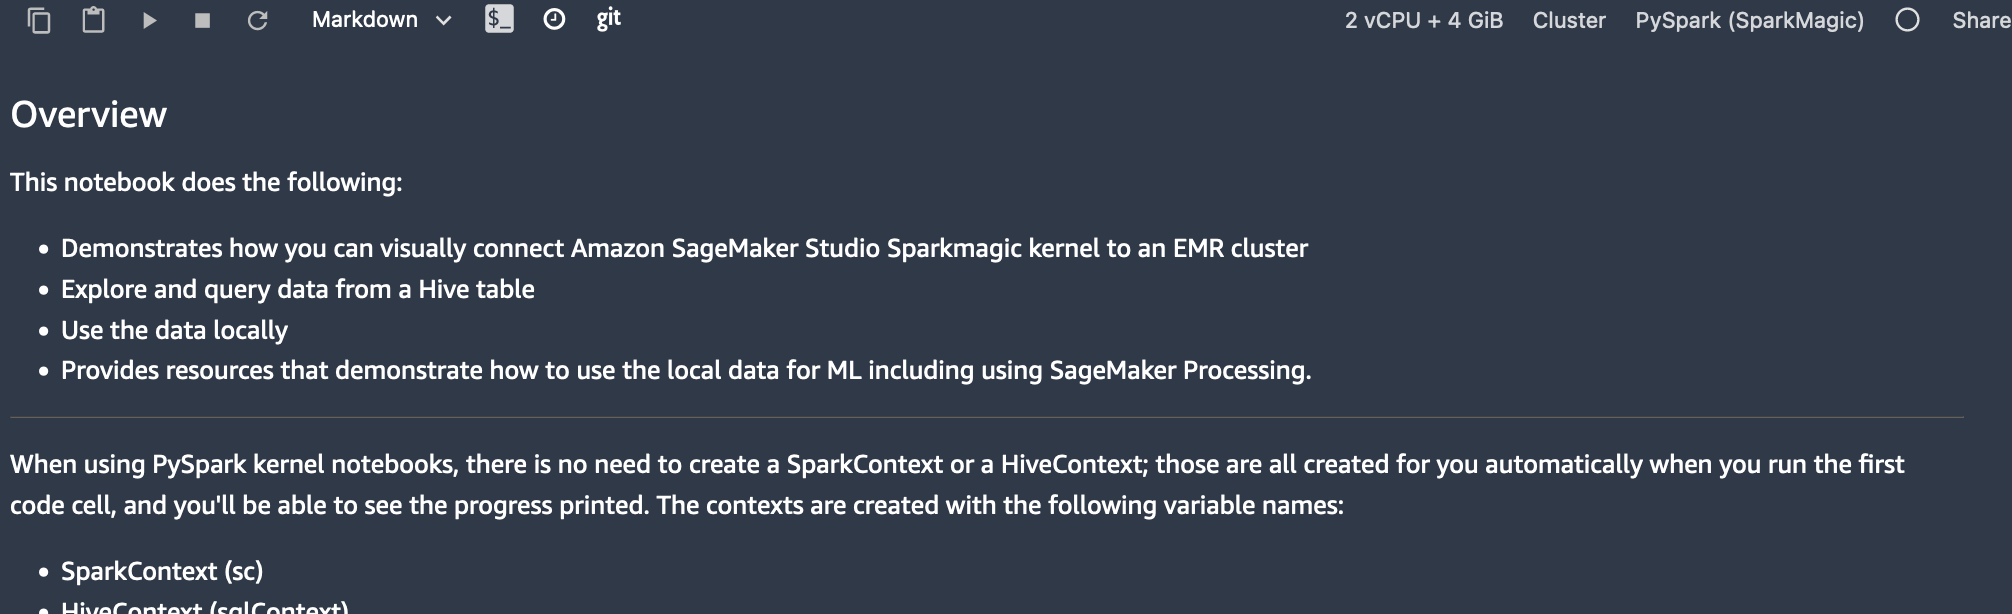 Markdown $_ git 2 vCPU + 4 GiB Cluster PySpark (SparkMagic) Share
Overview
This notebook does the following:
• Demonstrates how you can visually connect Amazon SageMaker Studio Sparkmagic kernel to an EMR cluster
• Explore and query data from a Hive table
• Use the data locally
• Provides resources that demonstrate how to use the local data for ML including using SageMaker Processing.
When using PySpark kernel notebooks, there is no need to create a SparkContext or a HiveContext; those are all created for you automatically when you run the first
code cell, and you'll be able to see the progress printed. The contexts are created with the following variable names:
• SparkContext (sc)
• HiveContext (sqlContext)